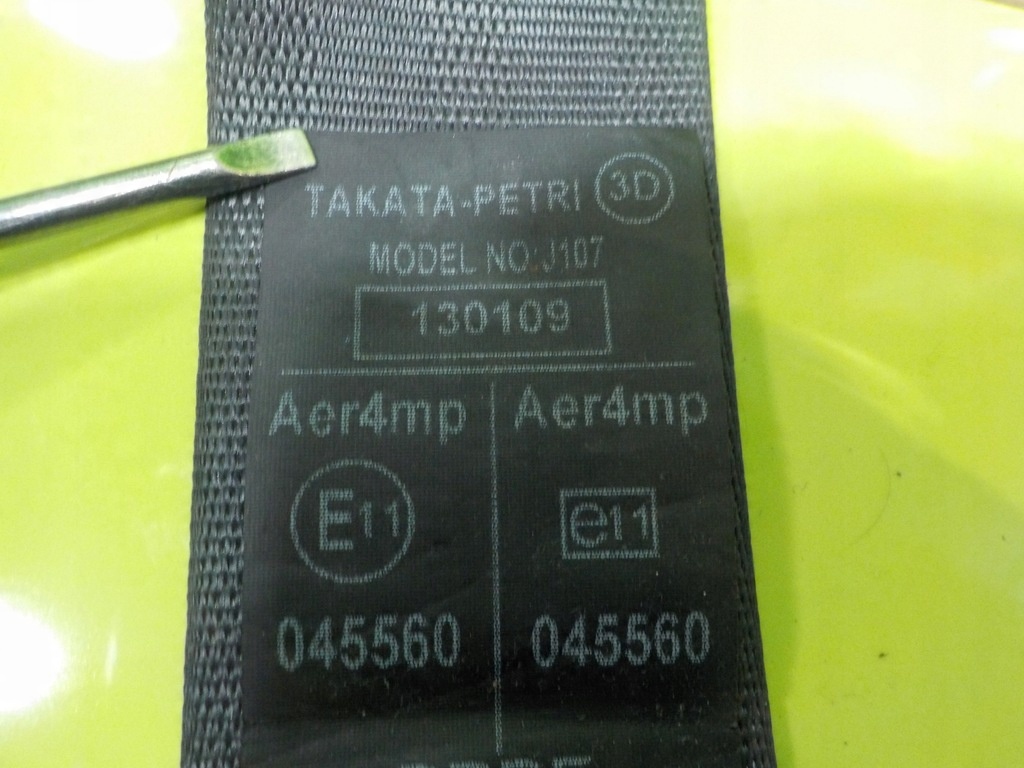 TAKATA-PETRI 3D
MODEL NO:J107
130109
Aer4mp Aer4mp
E11 e11
045560 045560